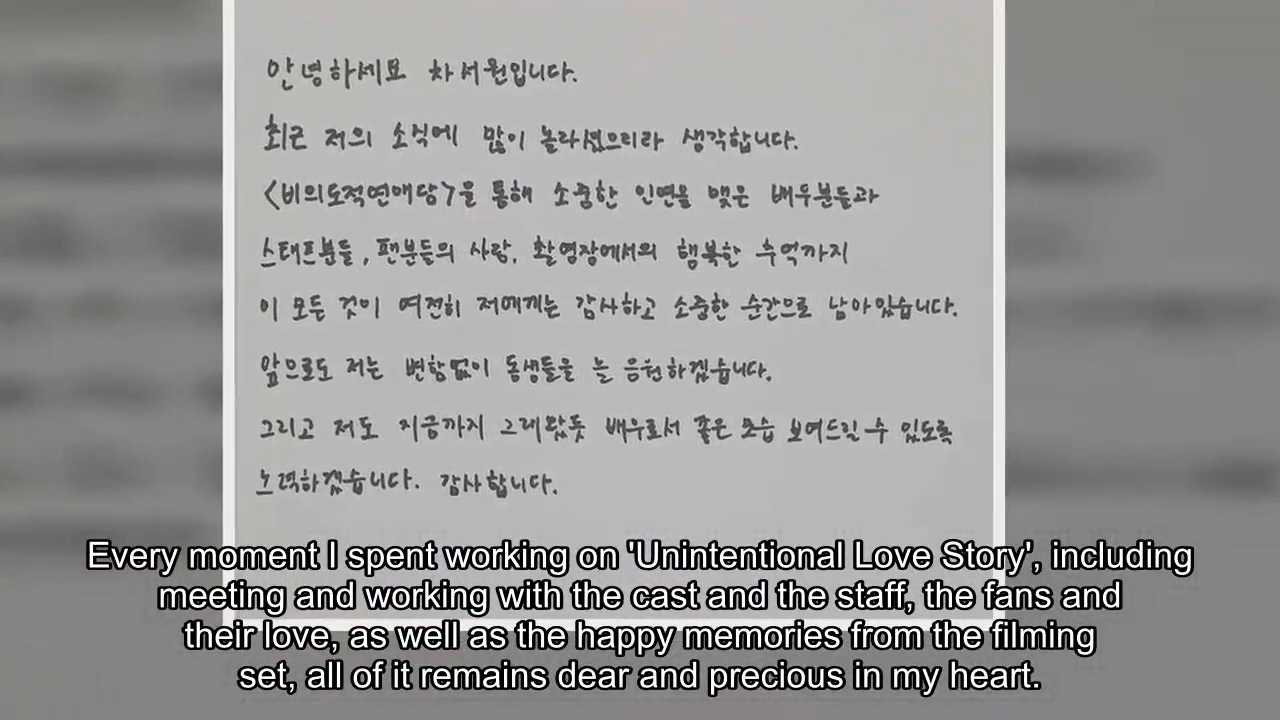 안녕하세요 차서원입니다.
최근 저의 소식에 많이 놀라셨으리라 생각합니다.
<비의도적연애담>을 통해 소중한 인연을 맺은 배우분들과
스태프분들, 팬분들의 사랑, 촬영장에서의 행복한 추억까지
이 모든 것이 여전히 저에게는 감사하고 소중한 순간으로 남아있습니다.
앞으로도 저는 변함없이 동생들을 늘 응원하겠습니다.
그리고 저도 지금까지 그래왔듯 배우로서 좋은 모습 보여드릴 수 있도록
노력하겠습니다. 감사합니다.
Every moment I spent working on 'Unintentional Love Story', including
meeting and working with the cast and the staff, the fans and
their love, as well as the happy memories from the filming
set, all of it remains dear and precious in my heart.